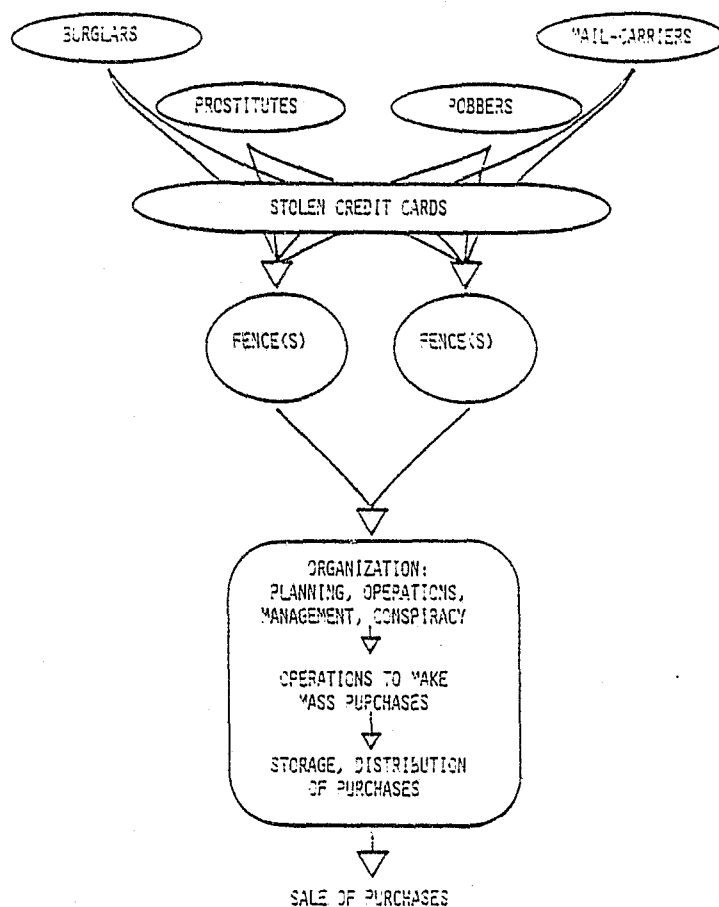 BURGLARS
MAIL-CARRIERS
PROSTITUTES
ROBBERS
STOLEN CREDIT CARDS
FENCE(S)
FENCE(S)
ORGANIZATION:
PLANNING, OPERATIONS,
MANAGEMENT, CONSPIRACY
OPERATIONS TO MAKE
MASS PURCHASES
STORAGE, DISTRIBUTION
OF PURCHASES
SALE OF PURCHASES